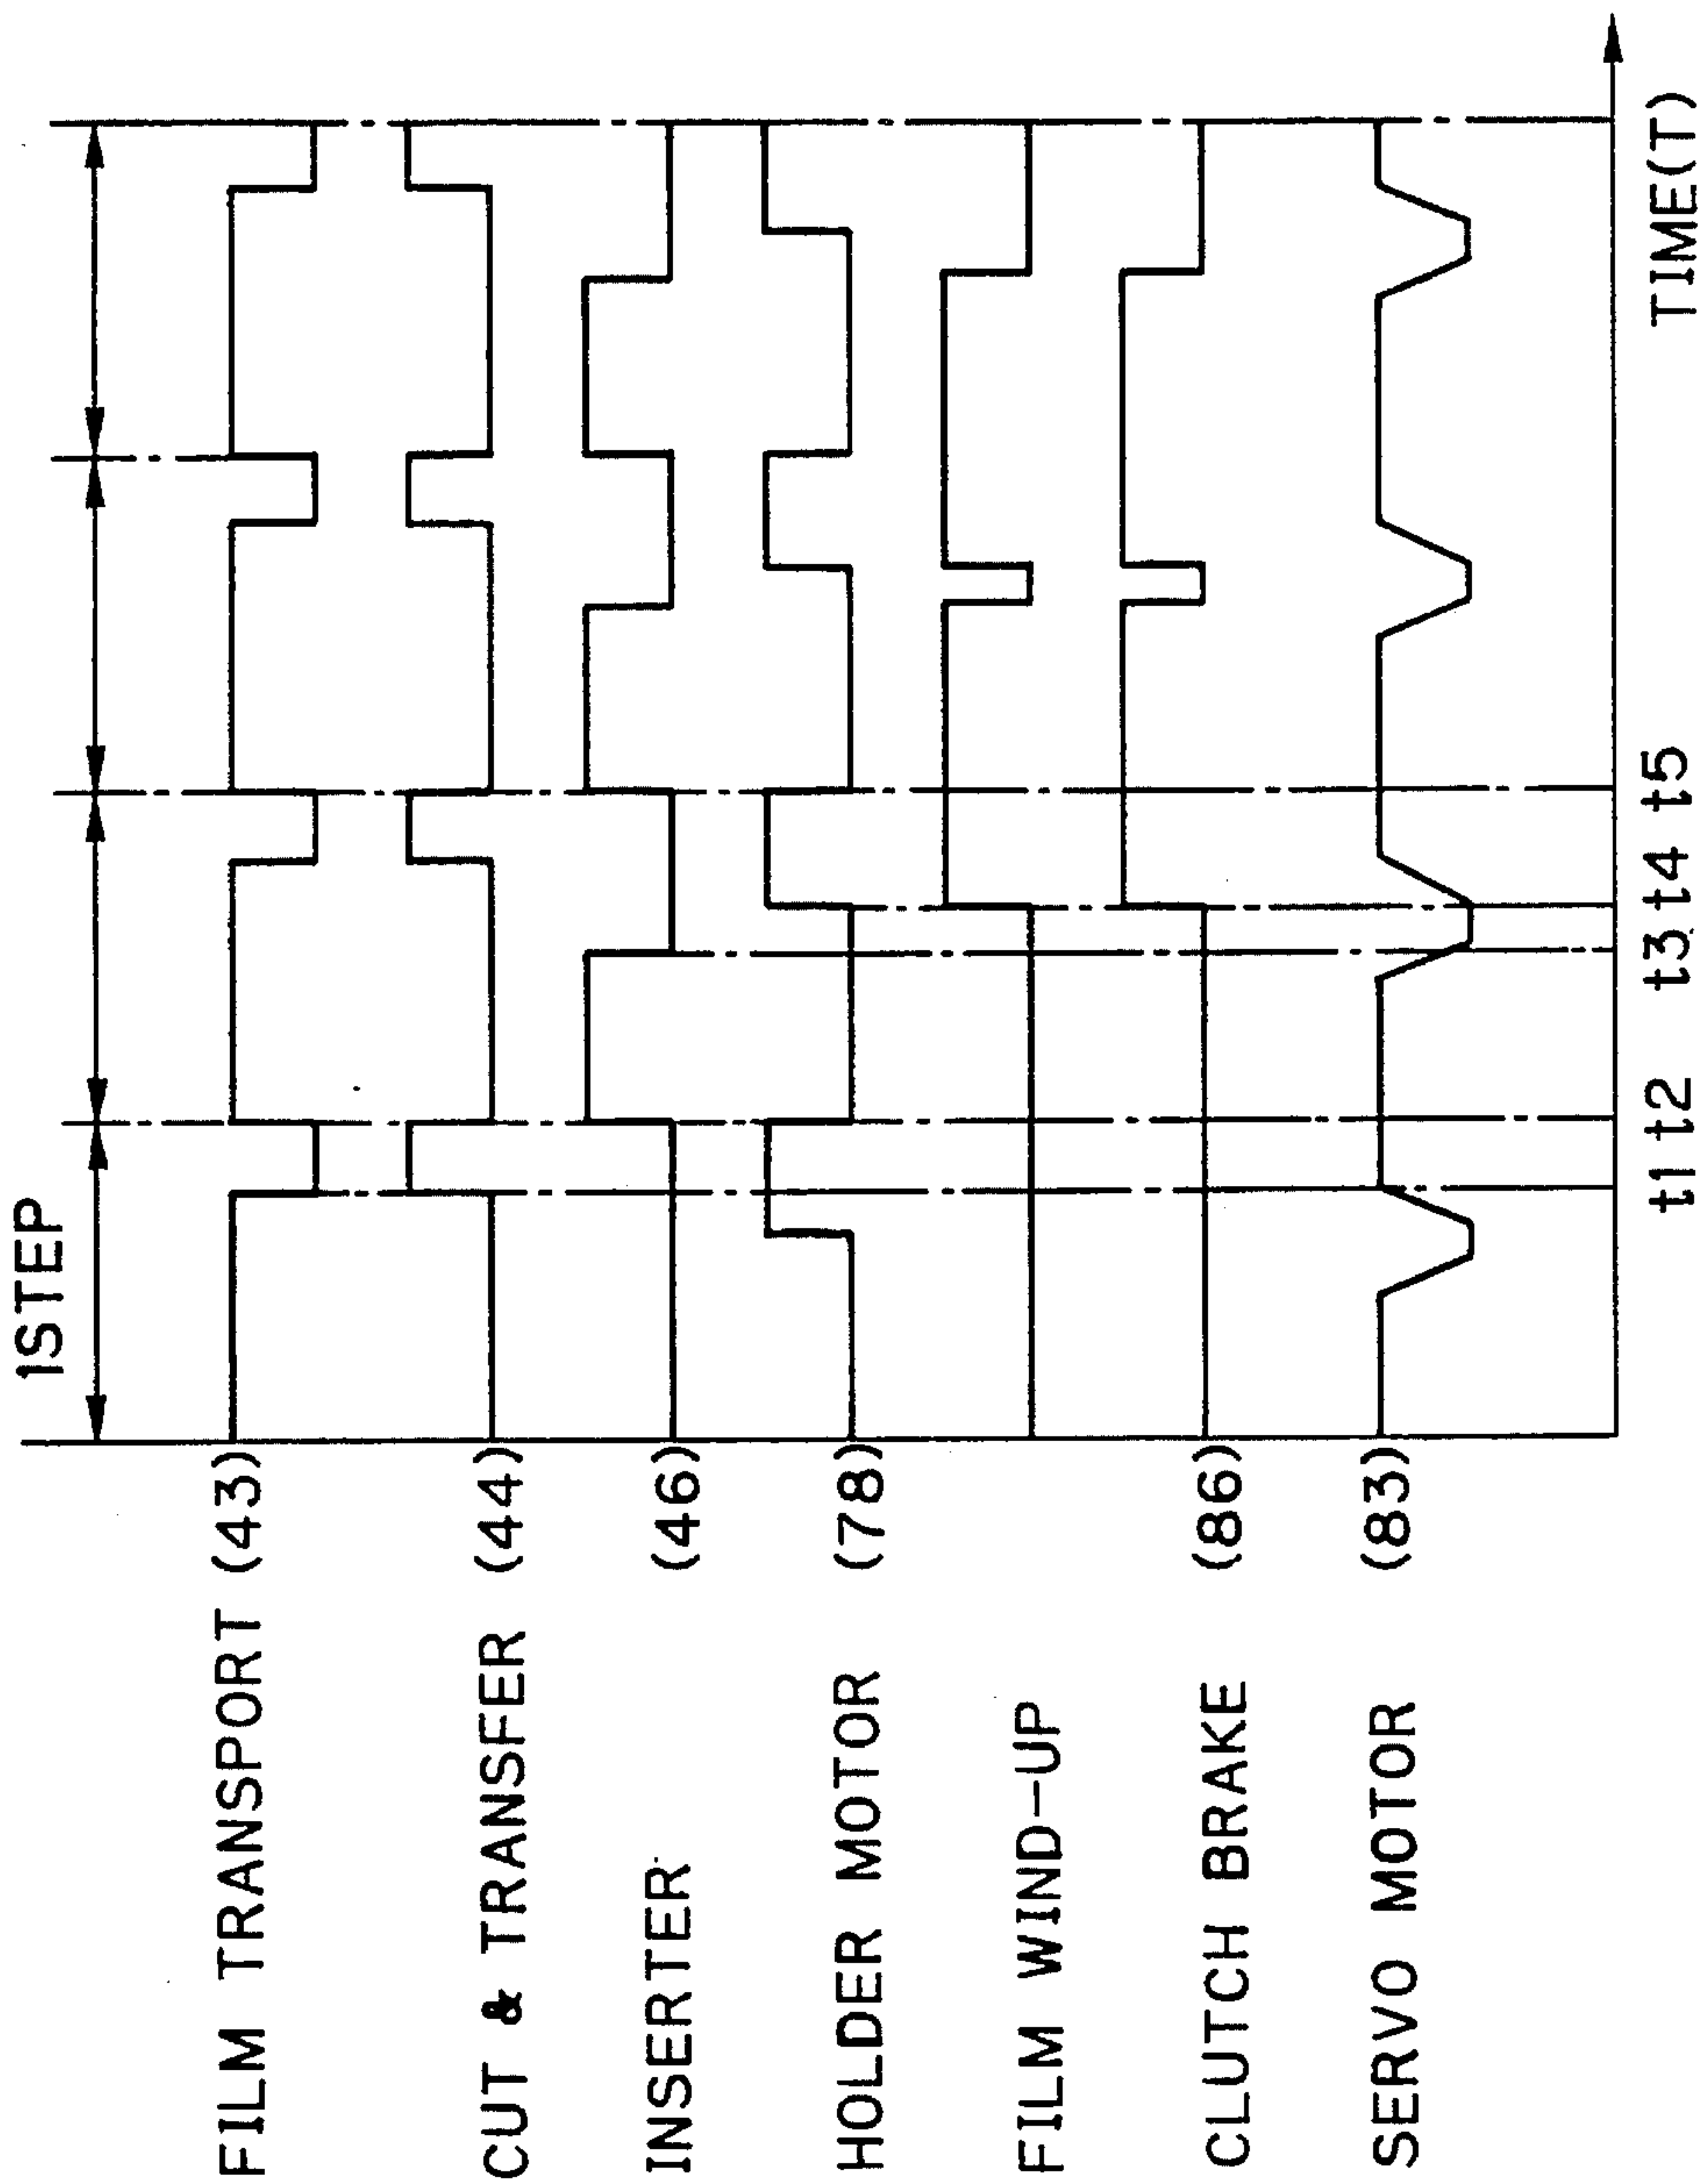 1STEP
FILM TRANSPORT (43)
CUT & TRANSFER (44)
INSERTER (46)
HOLDER MOTOR (78)
FILM WIND-UP
CLUTCH BRAKE (86)
SERVO MOTOR (83)
t1 t2 t3 t4 t5 TIME(T)